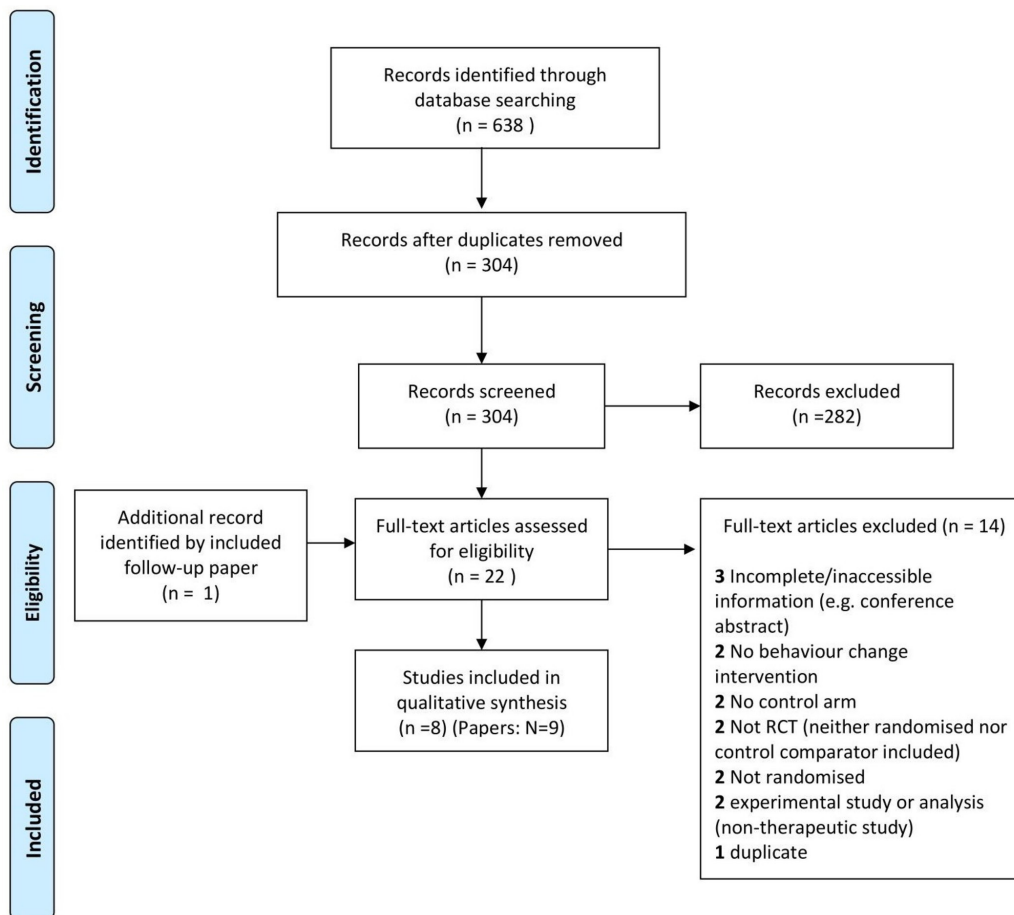 Identification
Records identified through
database searching
(n = 638 )
Records after duplicates removed
(n = 304)
Screening
Records screened
(n = 304)
Records excluded
(n =282)
Eligibility
Additional record
identified by included
follow-up paper
(n =  1)
Full-text articles assessed
for eligibility
(n = 22 )
Full-text articles excluded (n = 14)
3 Incomplete/inaccessible
information (e.g. conference
abstract)
2 No behaviour change
intervention
2 No control arm
2 Not RCT (neither randomised nor
control comparator included)
2 Not randomised
2 experimental study or analysis
(non-therapeutic study)
1 duplicate
Studies included in
qualitative synthesis
(n =8) (Papers: N=9)
Included